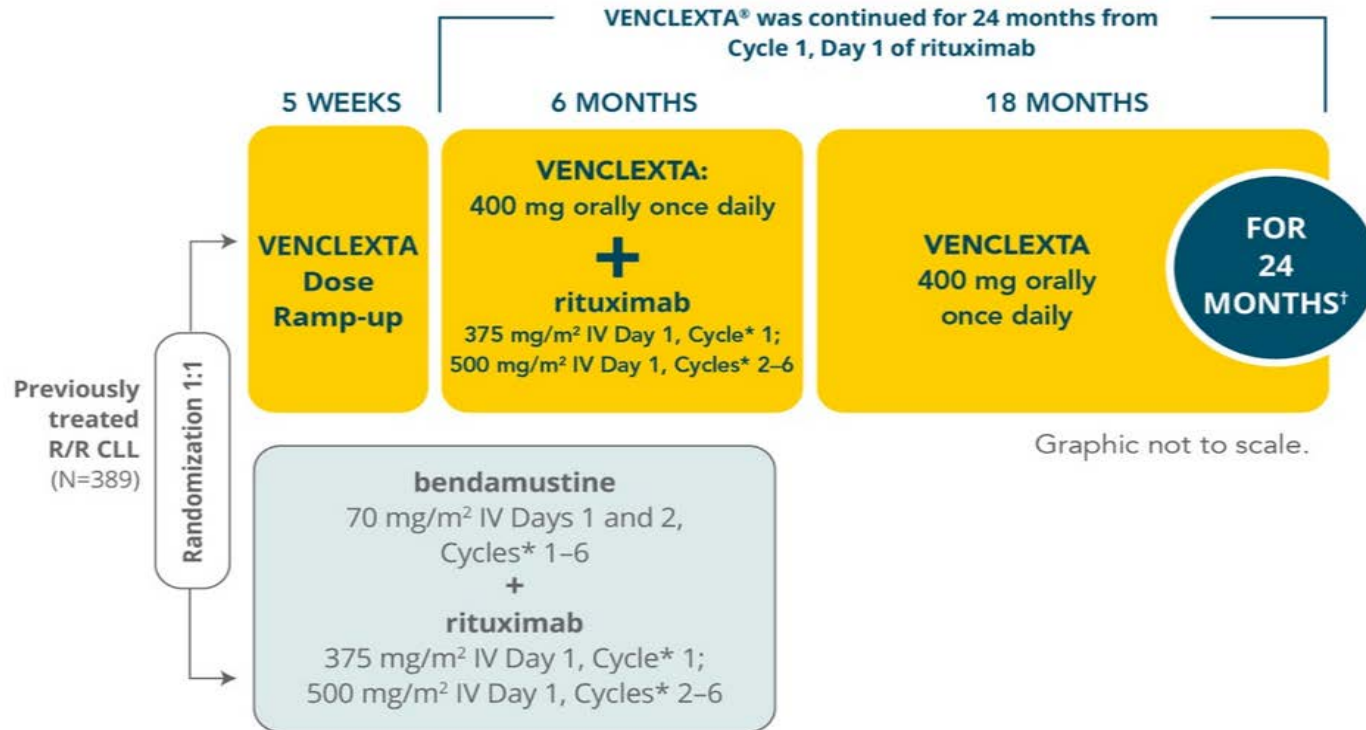 VENCLEXTA® was continued for 24 months from
Cycle 1, Day 1 of rituximab
5 WEEKS
6 MONTHS
18 MONTHS
VENCLEXTA
Dose
Ramp-up
VENCLEXTA:
400 mg orally once daily
+
rituximab
375 mg/m² IV Day 1, Cycle* 1;
500 mg/m² IV Day 1, Cycles* 2–6
VENCLEXTA
400 mg orally
once daily
FOR
24
MONTHS†
Previously
treated
R/R CLL
(N=389)
Randomization 1:1
Graphic not to scale.
bendamustine
70 mg/m² IV Days 1 and 2,
Cycles* 1–6
+
rituximab
375 mg/m² IV Day 1, Cycle* 1;
500 mg/m² IV Day 1, Cycles* 2–6